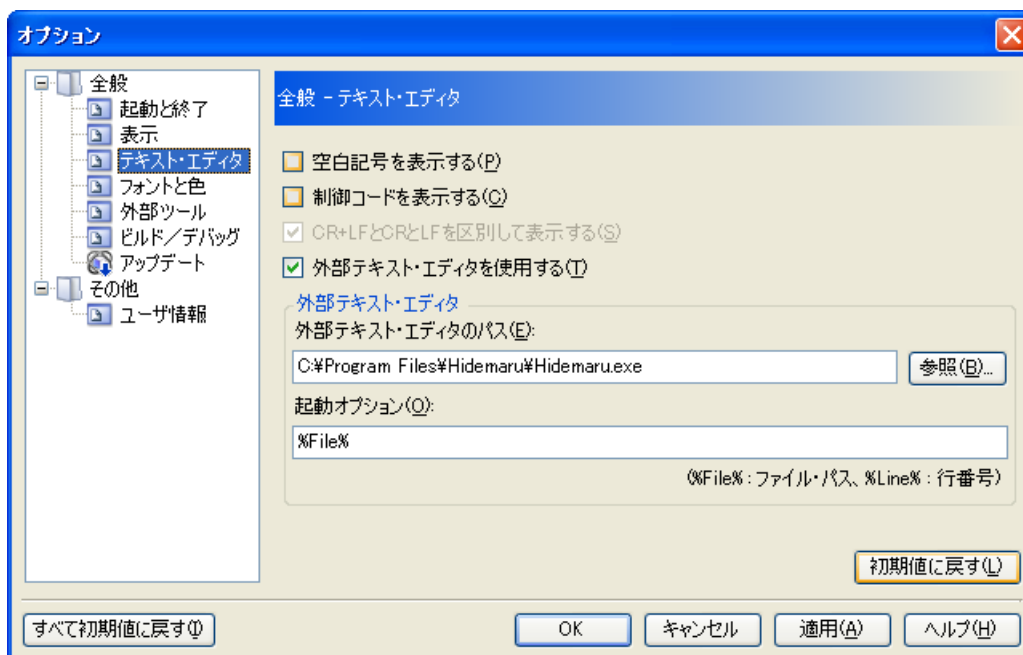 オプション
全般
起動と終了
表示
テキスト・エディタ
フォントと色
外部ツール
ビルド／デバッグ
アップデート
その他
ユーザ情報
全般 - テキスト・エディタ
空白記号を表示する(P)
制御コードを表示する(C)
CR+LFとCRとLFを区別して表示する(S)
外部テキスト・エディタを使用する(T)
外部テキスト・エディタ
外部テキスト・エディタのパス(E):
C:¥Program Files¥Hidemaru¥Hidemaru.exe
参照(B)...
起動オプション(O):
%File%
(%File% : ファイル・パス、%Line% : 行番号)
初期値に戻す(L)
すべて初期値に戻す(I)
OK
キャンセル
適用(A)
ヘルプ(H)